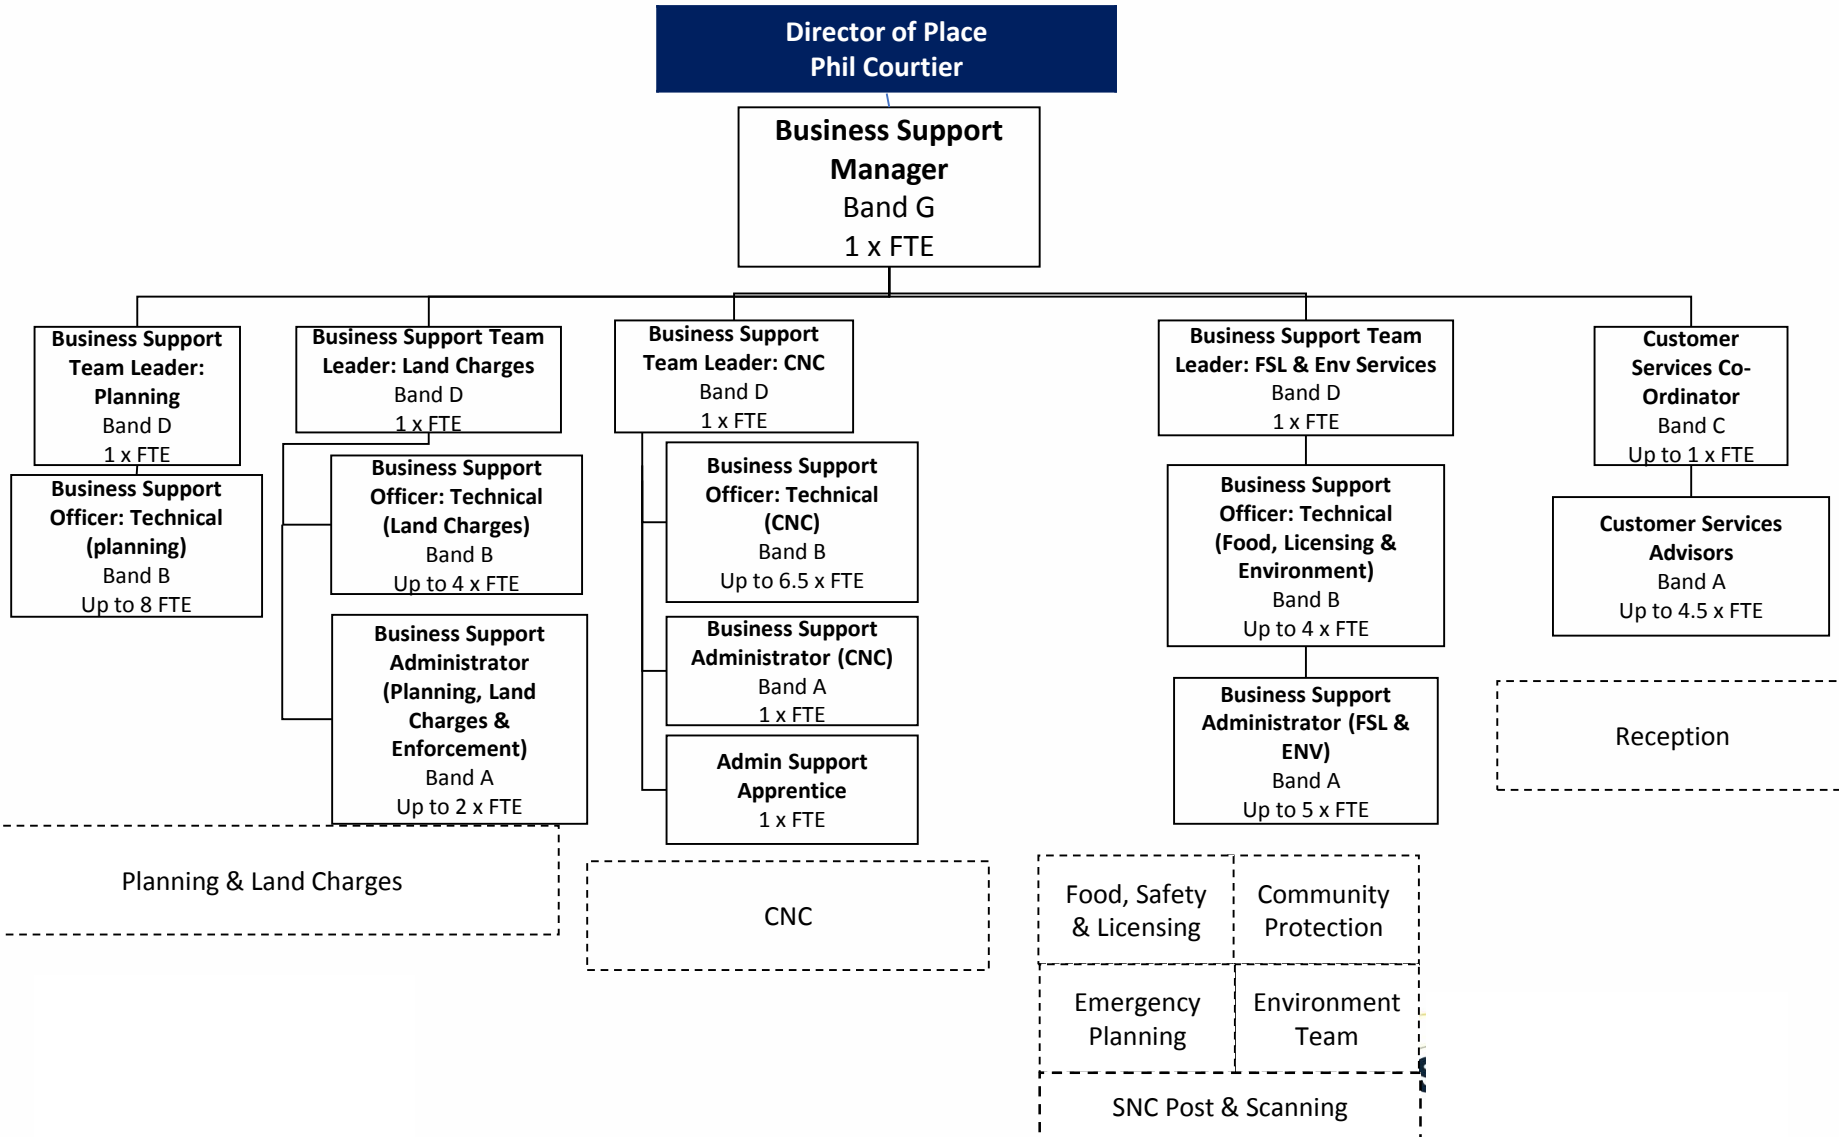 Director of Place
Phil Courtier
Business Support
Manager
Band G
1 x FTE
Business Support
Team Leader:
Planning
Band D
1 x FTE
Business Support
Officer: Technical
(planning)
Band B
Up to 8 FTE
Business Support Team
Leader: Land Charges
Band D
1 x FTE
Business Support
Officer: Technical
(Land Charges)
Band B
Up to 4 x FTE
Business Support
Administrator
(Planning, Land
Charges &
Enforcement)
Band A
Up to 2 x FTE
Planning & Land Charges
Business Support
Team Leader: CNC
Band D
1 x FTE
Business Support
Officer: Technical
(CNC)
Band B
Up to 6.5 x FTE
Business Support
Administrator (CNC)
Band A
1 x FTE
Admin Support
Apprentice
1 x FTE
CNC
Business Support Team
Leader: FSL & Env Services
Band D
1 x FTE
Business Support
Officer: Technical
(Food, Licensing &
Environment)
Band B
Up to 4 x FTE
Business Support
Administrator (FSL &
ENV)
Band A
Up to 5 x FTE
Food, Safety
& Licensing
Community
Protection
Emergency
Planning
Environment
Team
SNC Post & Scanning
Customer
Services Co-
Ordinator
Band C
Up to 1 x FTE
Customer Services
Advisors
Band A
Up to 4.5 x FTE
Reception